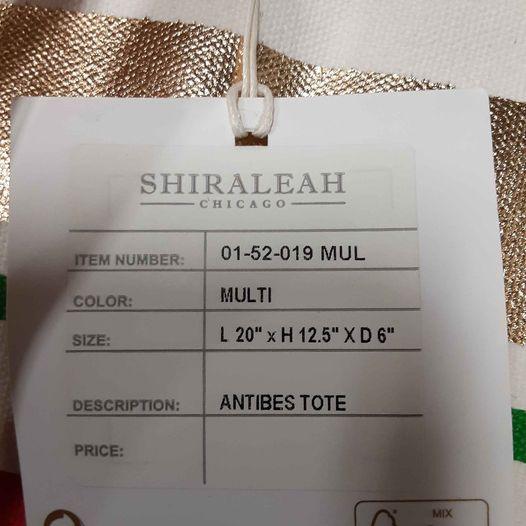 SHIRALEAH
CHICAGO
ITEM NUMBER: 01-52-019 MUL
COLOR: MULTI
SIZE: L 20" x H 12.5" X D 6"
DESCRIPTION: ANTIBES TOTE
PRICE:
MIX